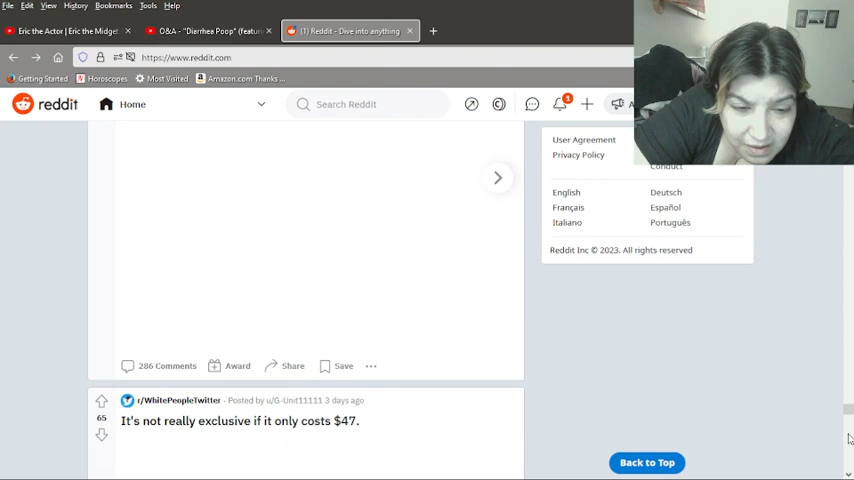 File Edit View History Bookmarks Tools Help
Eric the Actor | Eric the Midget
O&A - "Diarrhea Poop" (featur
(1) Reddit - Dive into anything
https://www.reddit.com
Getting Started Horoscopes Most Visited Amazon.com Thanks ...
reddit Home Search Reddit 1 A
User Agreement
Privacy Policy
Conduct
English Deutsch
Français Español
Italiano Português
Reddit Inc © 2023. All rights reserved
286 Comments Award Share Save
r/WhitePeopleTwitter · Posted by u/G-Unit11111 3 days ago
65
It's not really exclusive if it only costs $47.
Back to Top